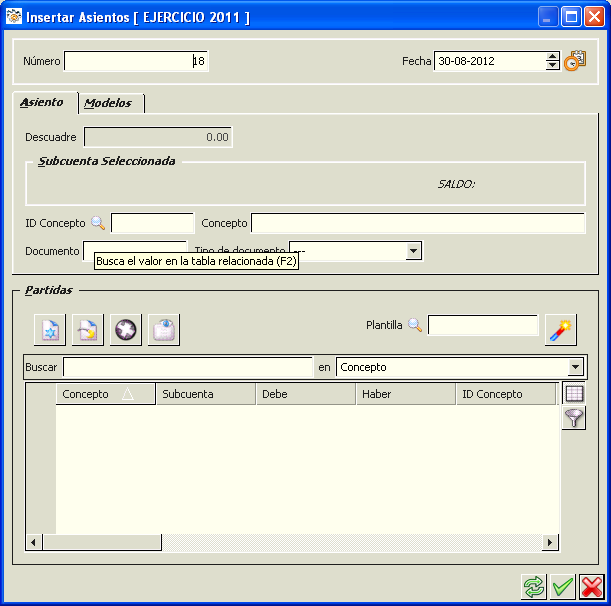 Insertar Asientos [ EJERCICIO 2011 ]
Número 18 Fecha 30-08-2012
Asiento Modelos
Descuadre 0.00
Subcuenta Seleccionada
SALDO:
ID Concepto Concepto
Documento Tipo de documento ---
Busca el valor en la tabla relacionada (F2)
Partidas
Plantilla
Buscar en Concepto
Concepto Subcuenta Debe Haber ID Concepto